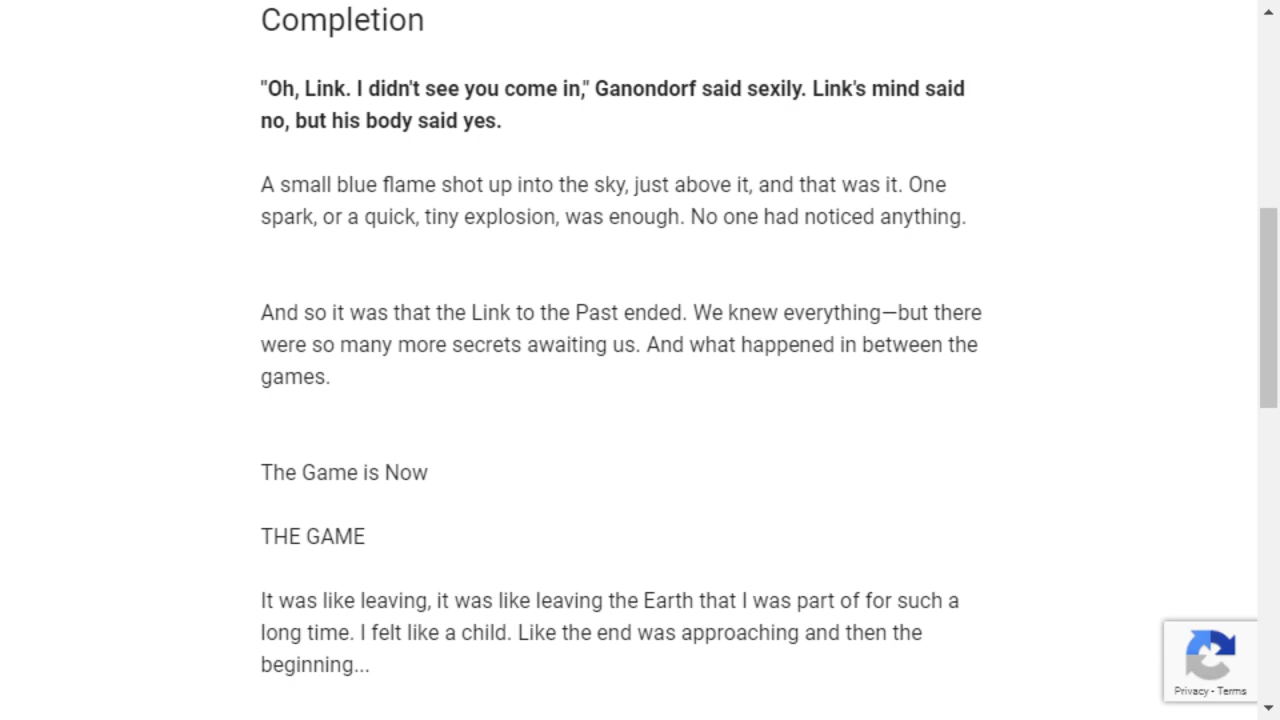 Completion
"Oh, Link. I didn't see you come in," Ganondorf said sexily. Link's mind said
no, but his body said yes.
A small blue flame shot up into the sky, just above it, and that was it. One
spark, or a quick, tiny explosion, was enough. No one had noticed anything.
And so it was that the Link to the Past ended. We knew everything—but there
were so many more secrets awaiting us. And what happened in between the
games.
The Game is Now
THE GAME
It was like leaving, it was like leaving the Earth that I was part of for such a
long time. I felt like a child. Like the end was approaching and then the
beginning...
Privacy - Terms